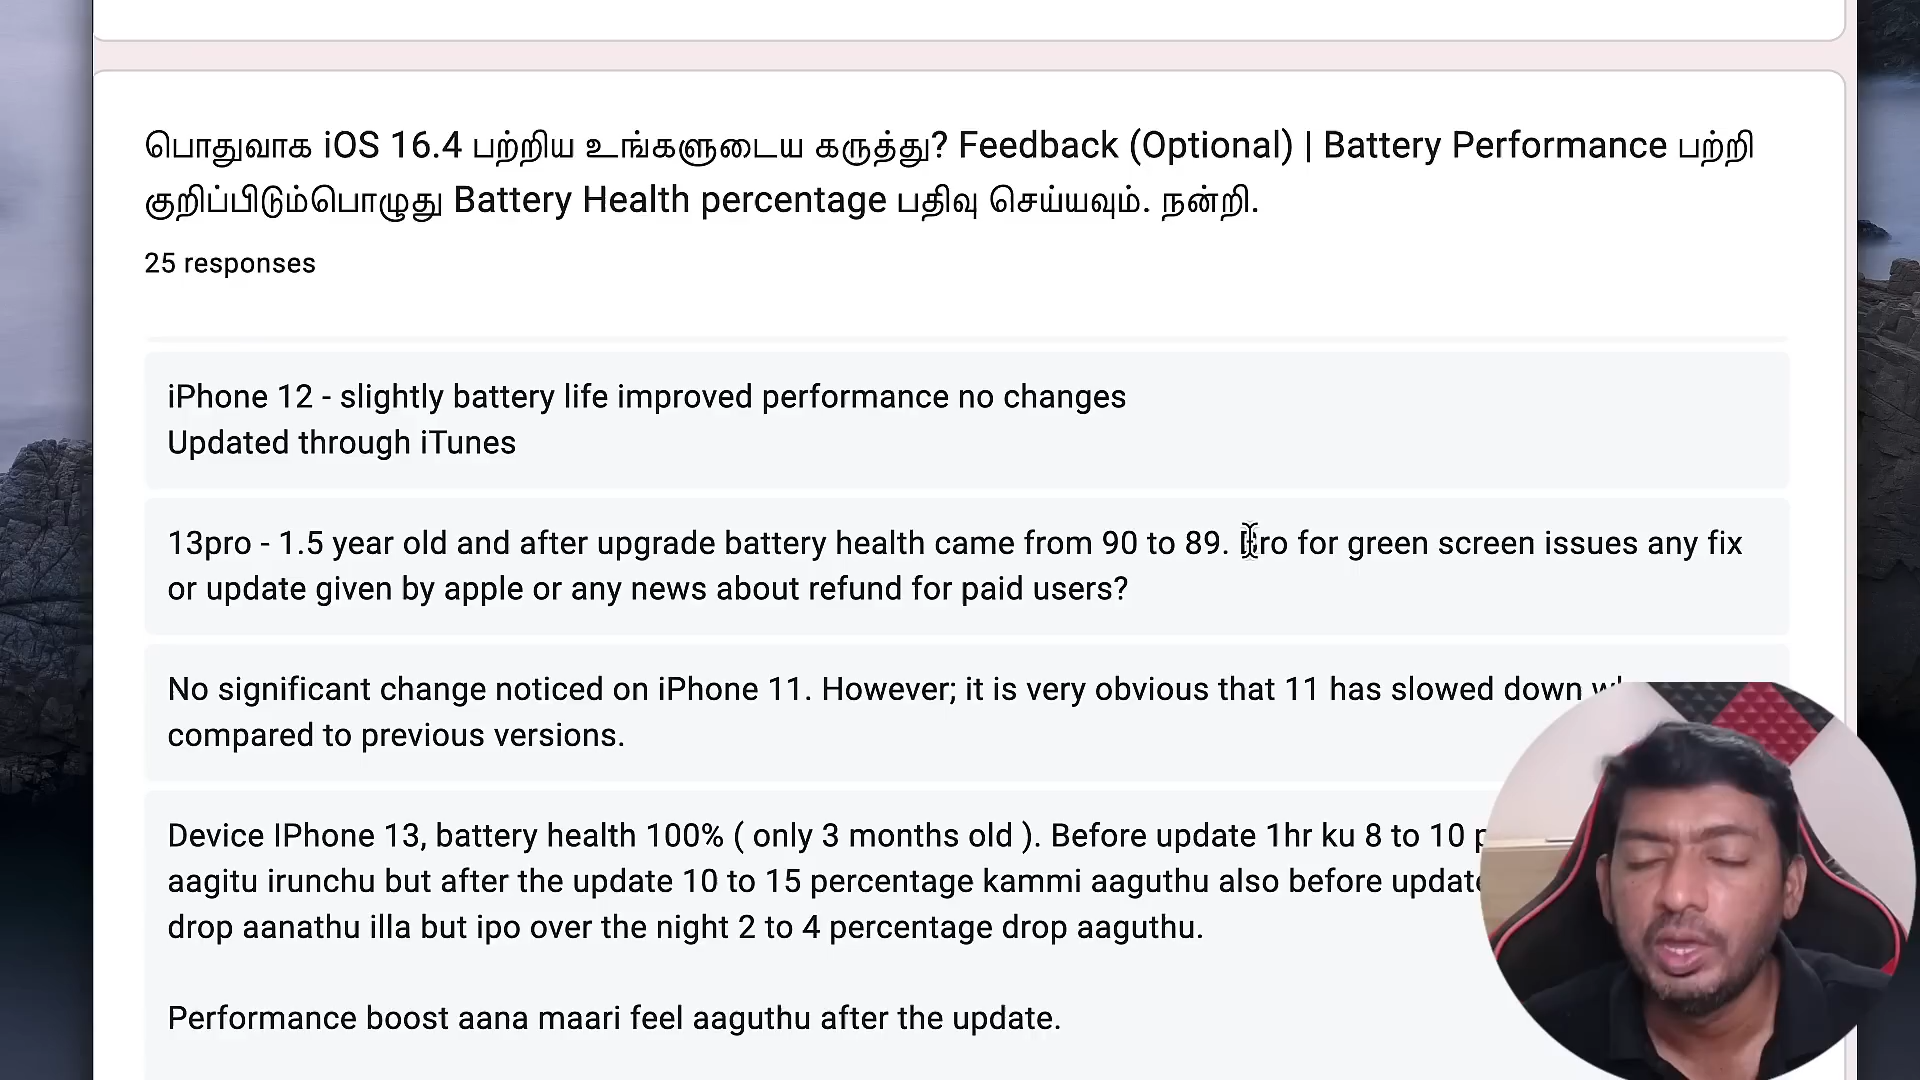 பொதுவாக iOS 16.4 பற்றிய உங்களுடைய கருத்து? Feedback (Optional) | Battery Performance பற்றி
குறிப்பிடும்பொழுது Battery Health percentage பதிவு செய்யவும். நன்றி.
25 responses
iPhone 12 - slightly battery life improved performance no changes
Updated through iTunes
13pro - 1.5 year old and after upgrade battery health came from 90 to 89. Bro for green screen issues any fix
or update given by apple or any news about refund for paid users?
No significant change noticed on iPhone 11. However; it is very obvious that 11 has slowed down
compared to previous versions.
Device IPhone 13, battery health 100% ( only 3 months old ). Before update 1hr ku 8 to 10
aagitu irunchu but after the update 10 to 15 percentage kammi aaguthu also before update
drop aanathu illa but ipo over the night 2 to 4 percentage drop aaguthu.
Performance boost aana maari feel aaguthu after the update.